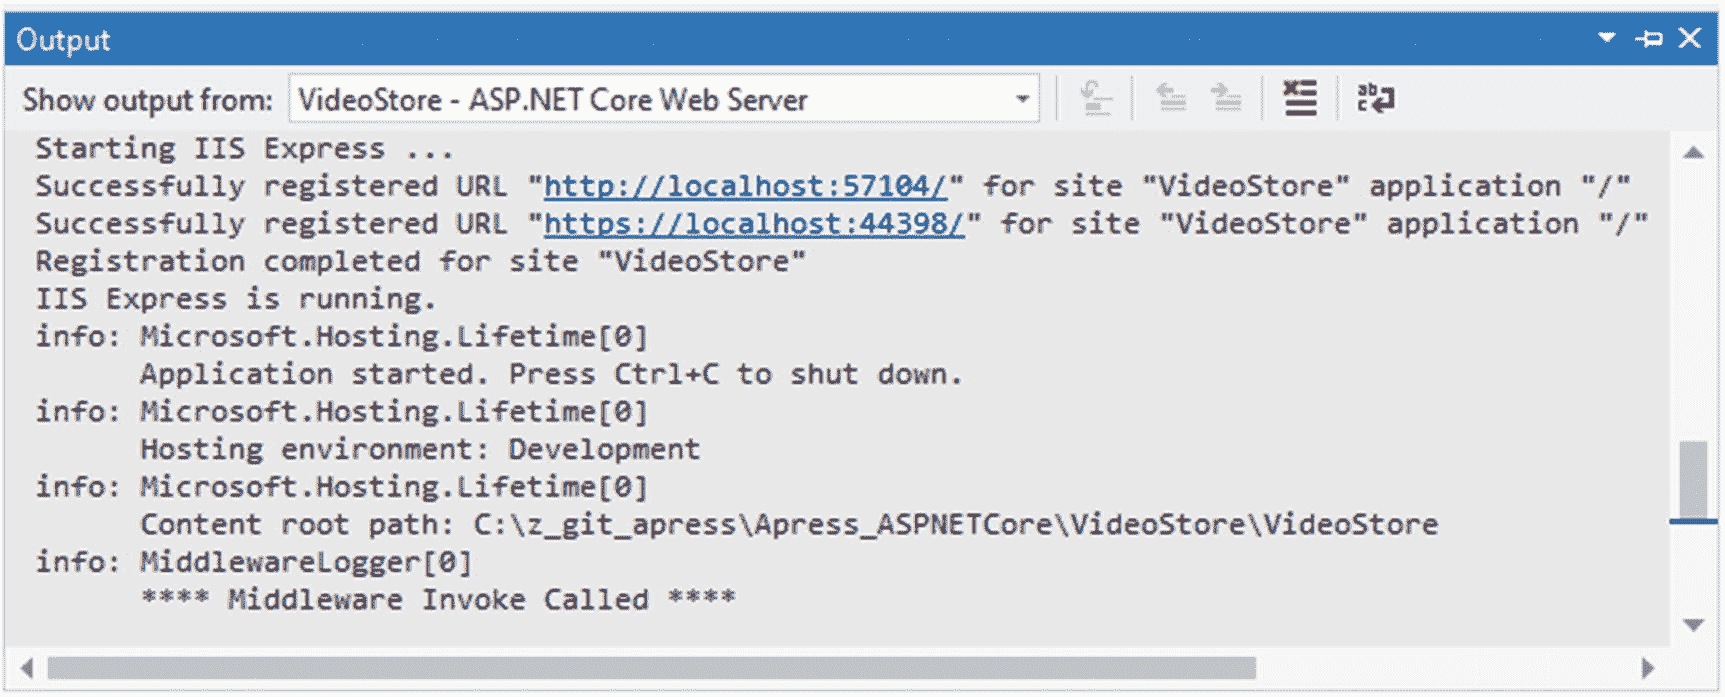 Output
Show output from: VideoStore - ASP.NET Core Web Server
Starting IIS Express ...
Successfully registered URL "http://localhost:57104/" for site "VideoStore" application "/"
Successfully registered URL "https://localhost:44398/" for site "VideoStore" application "/"
Registration completed for site "VideoStore"
IIS Express is running.
info: Microsoft.Hosting.Lifetime[0]
      Application started. Press Ctrl+C to shut down.
info: Microsoft.Hosting.Lifetime[0]
      Hosting environment: Development
info: Microsoft.Hosting.Lifetime[0]
      Content root path: C:\z_git_apress\Apress_ASPNETCore\VideoStore\VideoStore
info: MiddlewareLogger[0]
      **** Middleware Invoke Called ****